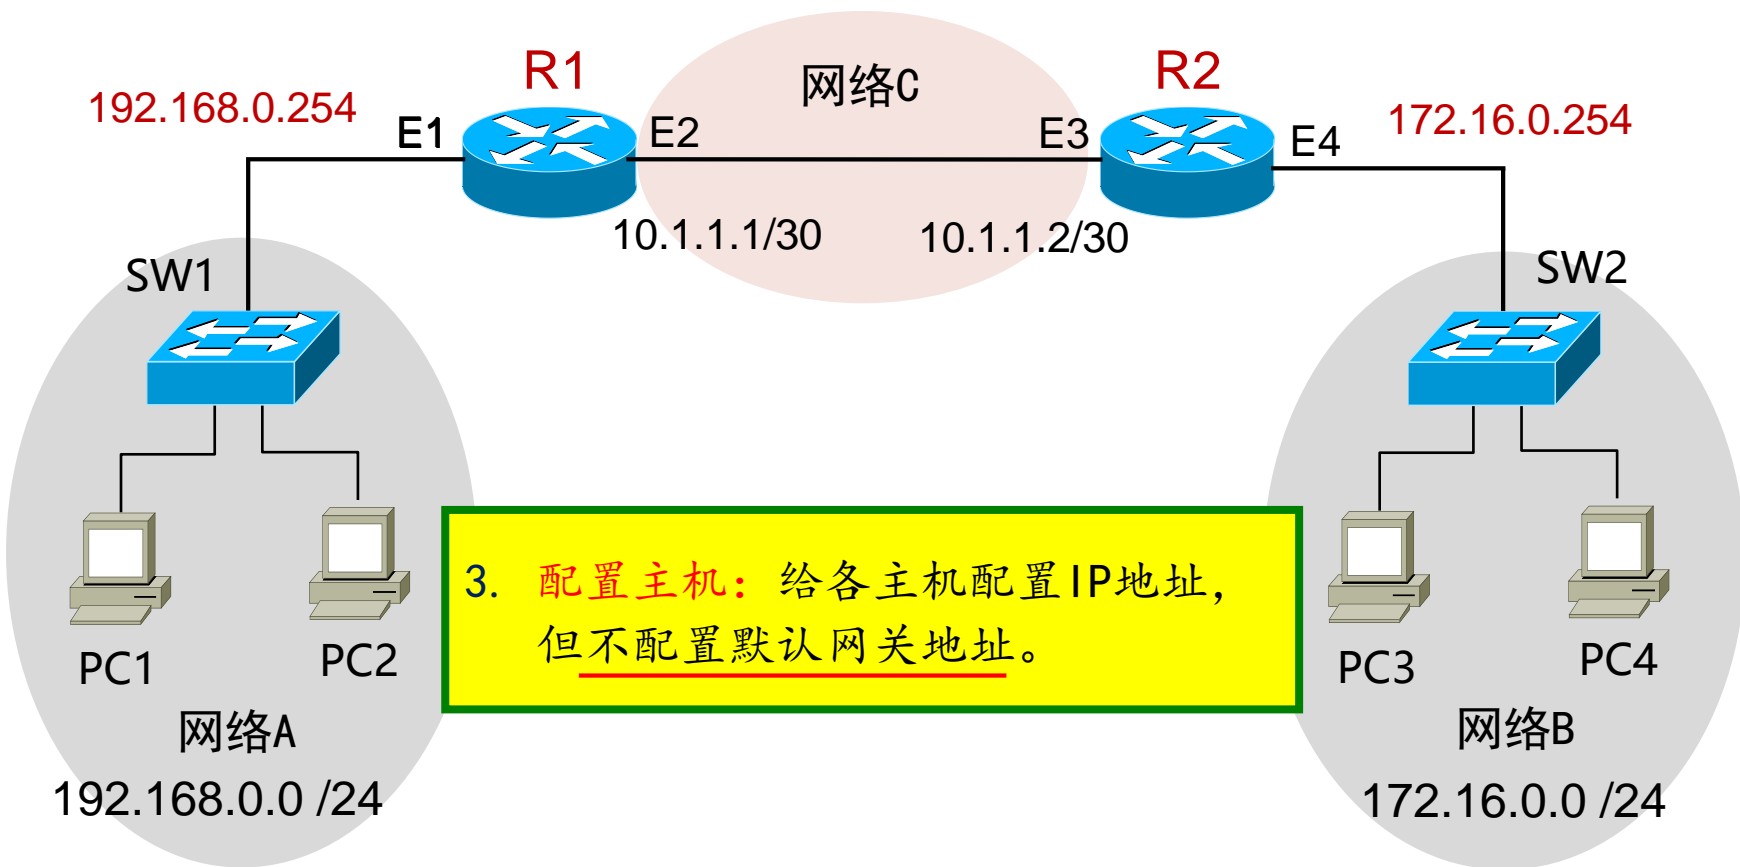 R1
网络C
R2
192.168.0.254
E1
E2
E3
E4
172.16.0.254
10.1.1.1/30
10.1.1.2/30
SW1
SW2
3. 配置主机：给各主机配置IP地址，
但不配置默认网关地址。
PC1
PC2
PC3
PC4
网络A
网络B
192.168.0.0 /24
172.16.0.0 /24